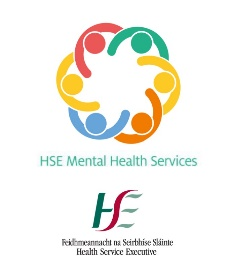 HSE Mental Health Services
HSE
Feidhmeannacht na Seirbhíse Sláinte
Health Service Executive